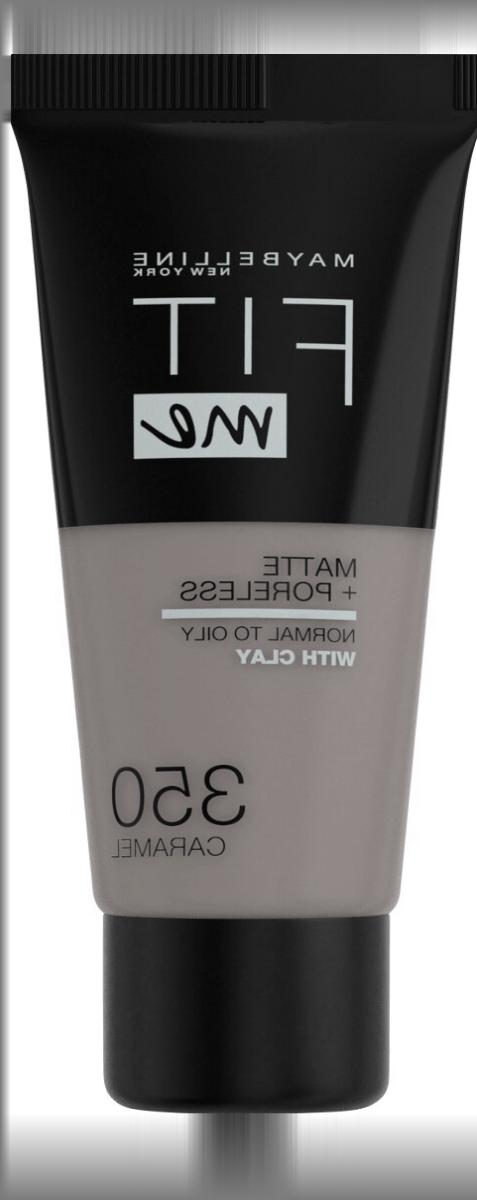 MAYBELLINE
NEW YORK
FIT
me
MATTE
+ PORELESS
NORMAL TO OILY
WITH CLAY
350
CARAMEL